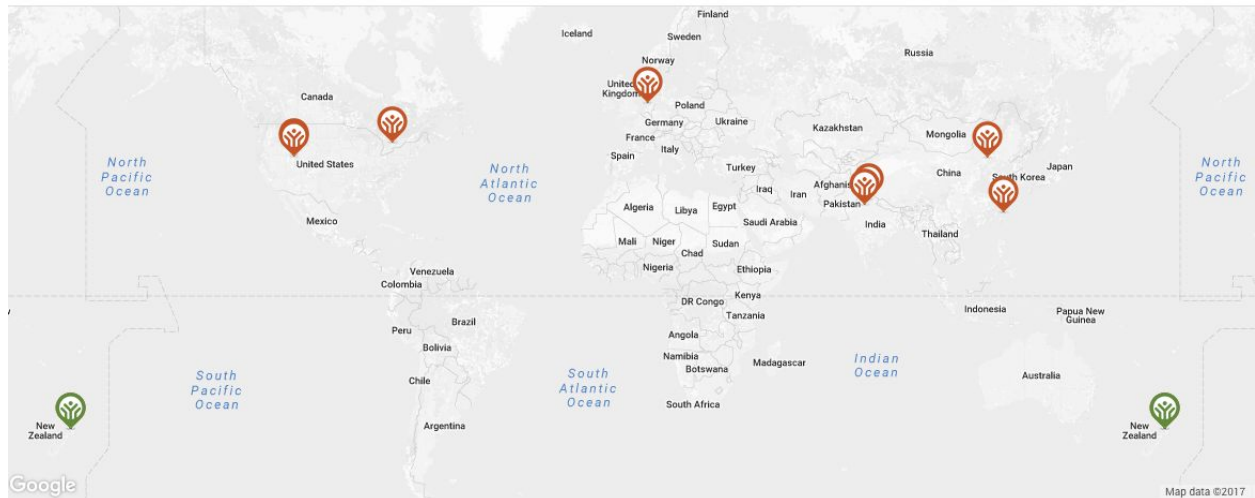 Finland
Iceland
Sweden
Russia
Norway
United
Kingdom
Canada
Poland
Germany
Ukraine
Kazakhstan
Mongolia
France
Italy
Spain
United States
Turkey
Japan
North
Pacific
Ocean
North
Atlantic
Ocean
China
South Korea
North
Pacific
Ocean
Iraq
Iran
Pakistan
Algeria
Libya
Egypt
Mexico
Saudi Arabia
India
Thailand
Mali
Niger
Sudan
Chad
Nigeria
Ethiopia
Venezuela
Colombia
Kenya
DR Congo
Tanzania
Indonesia
Papua New
Guinea
Brazil
Peru
Angola
Bolivia
Namibia
Botswana
Madagascar
Indian
Ocean
South
Pacific
Ocean
South
Atlantic
Ocean
Chile
Australia
South Africa
Argentina
New
Zealand
New
Zealand
Google
Map data ©2017